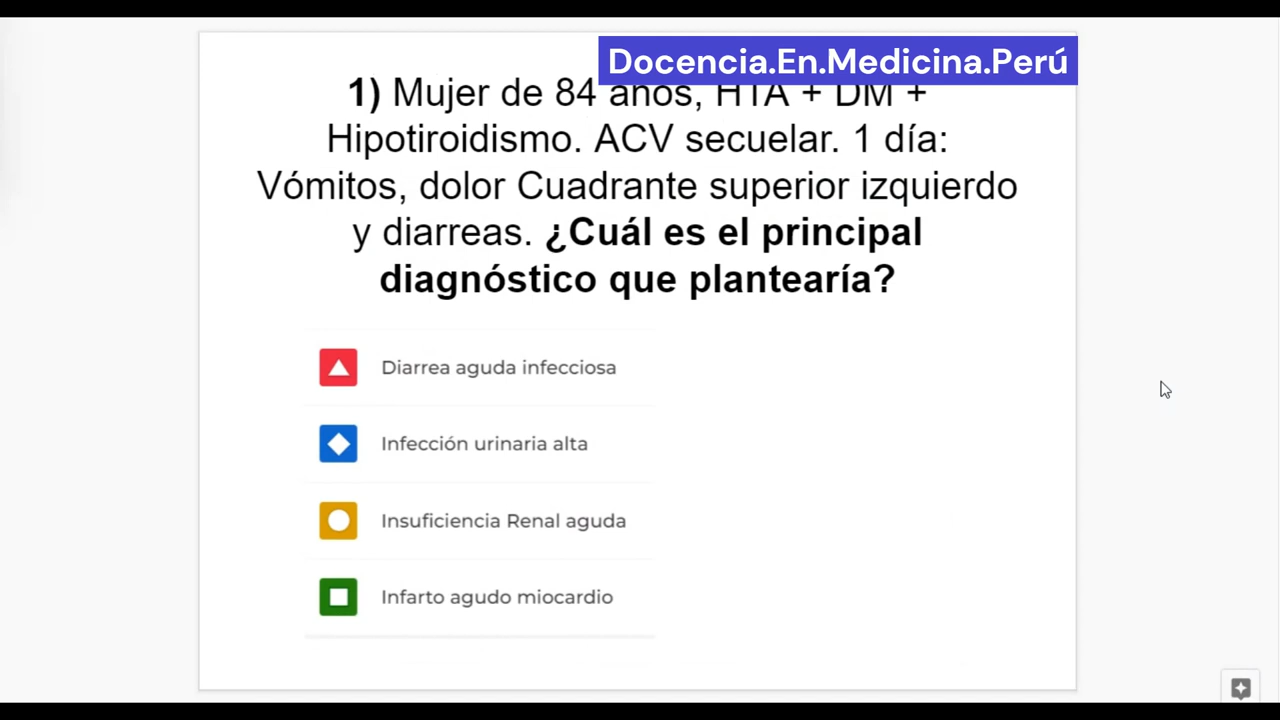 Docencia.En.Medicina.Perú
1) Mujer de 84 años, HTA + DM +
Hipotiroidismo. ACV secuelar. 1 día:
Vómitos, dolor Cuadrante superior izquierdo
y diarreas. ¿Cuál es el principal
diagnóstico que plantearía?
Diarrea aguda infecciosa
Infección urinaria alta
Insuficiencia Renal aguda
Infarto agudo miocardio